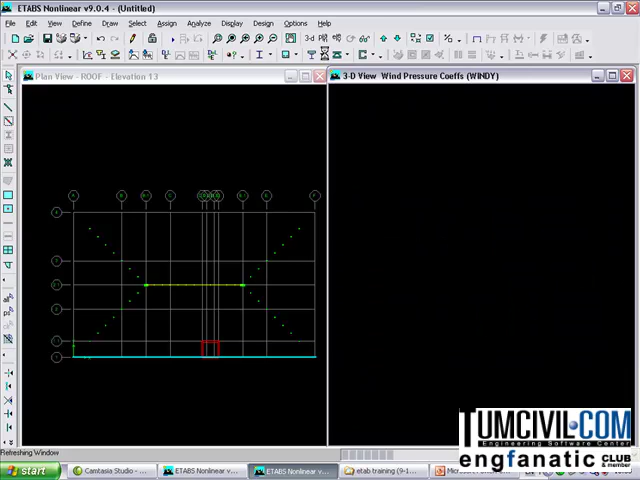 ETABS Nonlinear v9.0.4 - (Untitled)
File Edit View Define Draw Select Assign Analyze Display Design Options Help
Plan View - ROOF - Elevation 13
3-D View Wind Pressure Coeffs (WINDY)
Refreshing Window
TUMCIVIL.COM
Engineering Software Center
engfanatic CLUB
& member
start
Camtasia Studio - ...
ETABS Nonlinear v...
ETABS Nonlinear v...
etab training (9-1...